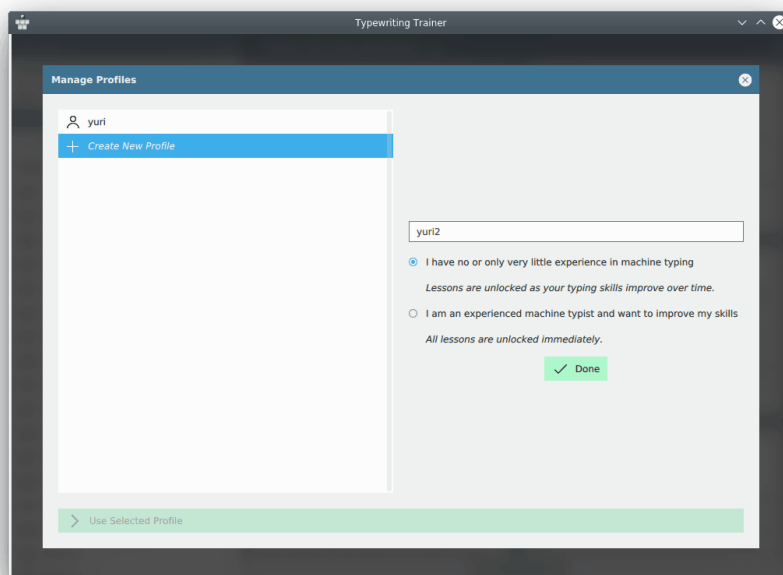 Typewriting Trainer
Manage Profiles
yuri
Create New Profile
yuri2
I have no or only very little experience in machine typing
Lessons are unlocked as your typing skills improve over time.
I am an experienced machine typist and want to improve my skills
All lessons are unlocked immediately.
Done
Use Selected Profile